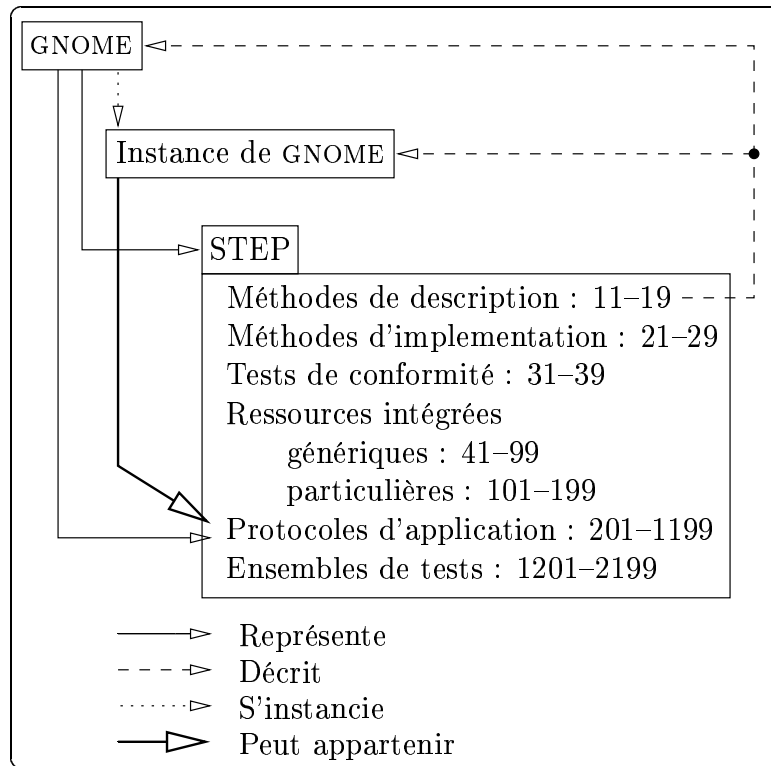 GNOME
Instance de GNOME
STEP
Méthodes de description : 11–19
Méthodes d'implementation : 21–29
Tests de conformité : 31–39
Ressources intégrées
génériques : 41–99
particulières : 101–199
Protocoles d'application : 201–1199
Ensembles de tests : 1201–2199
Représente
Décrit
S'instancie
Peut appartenir